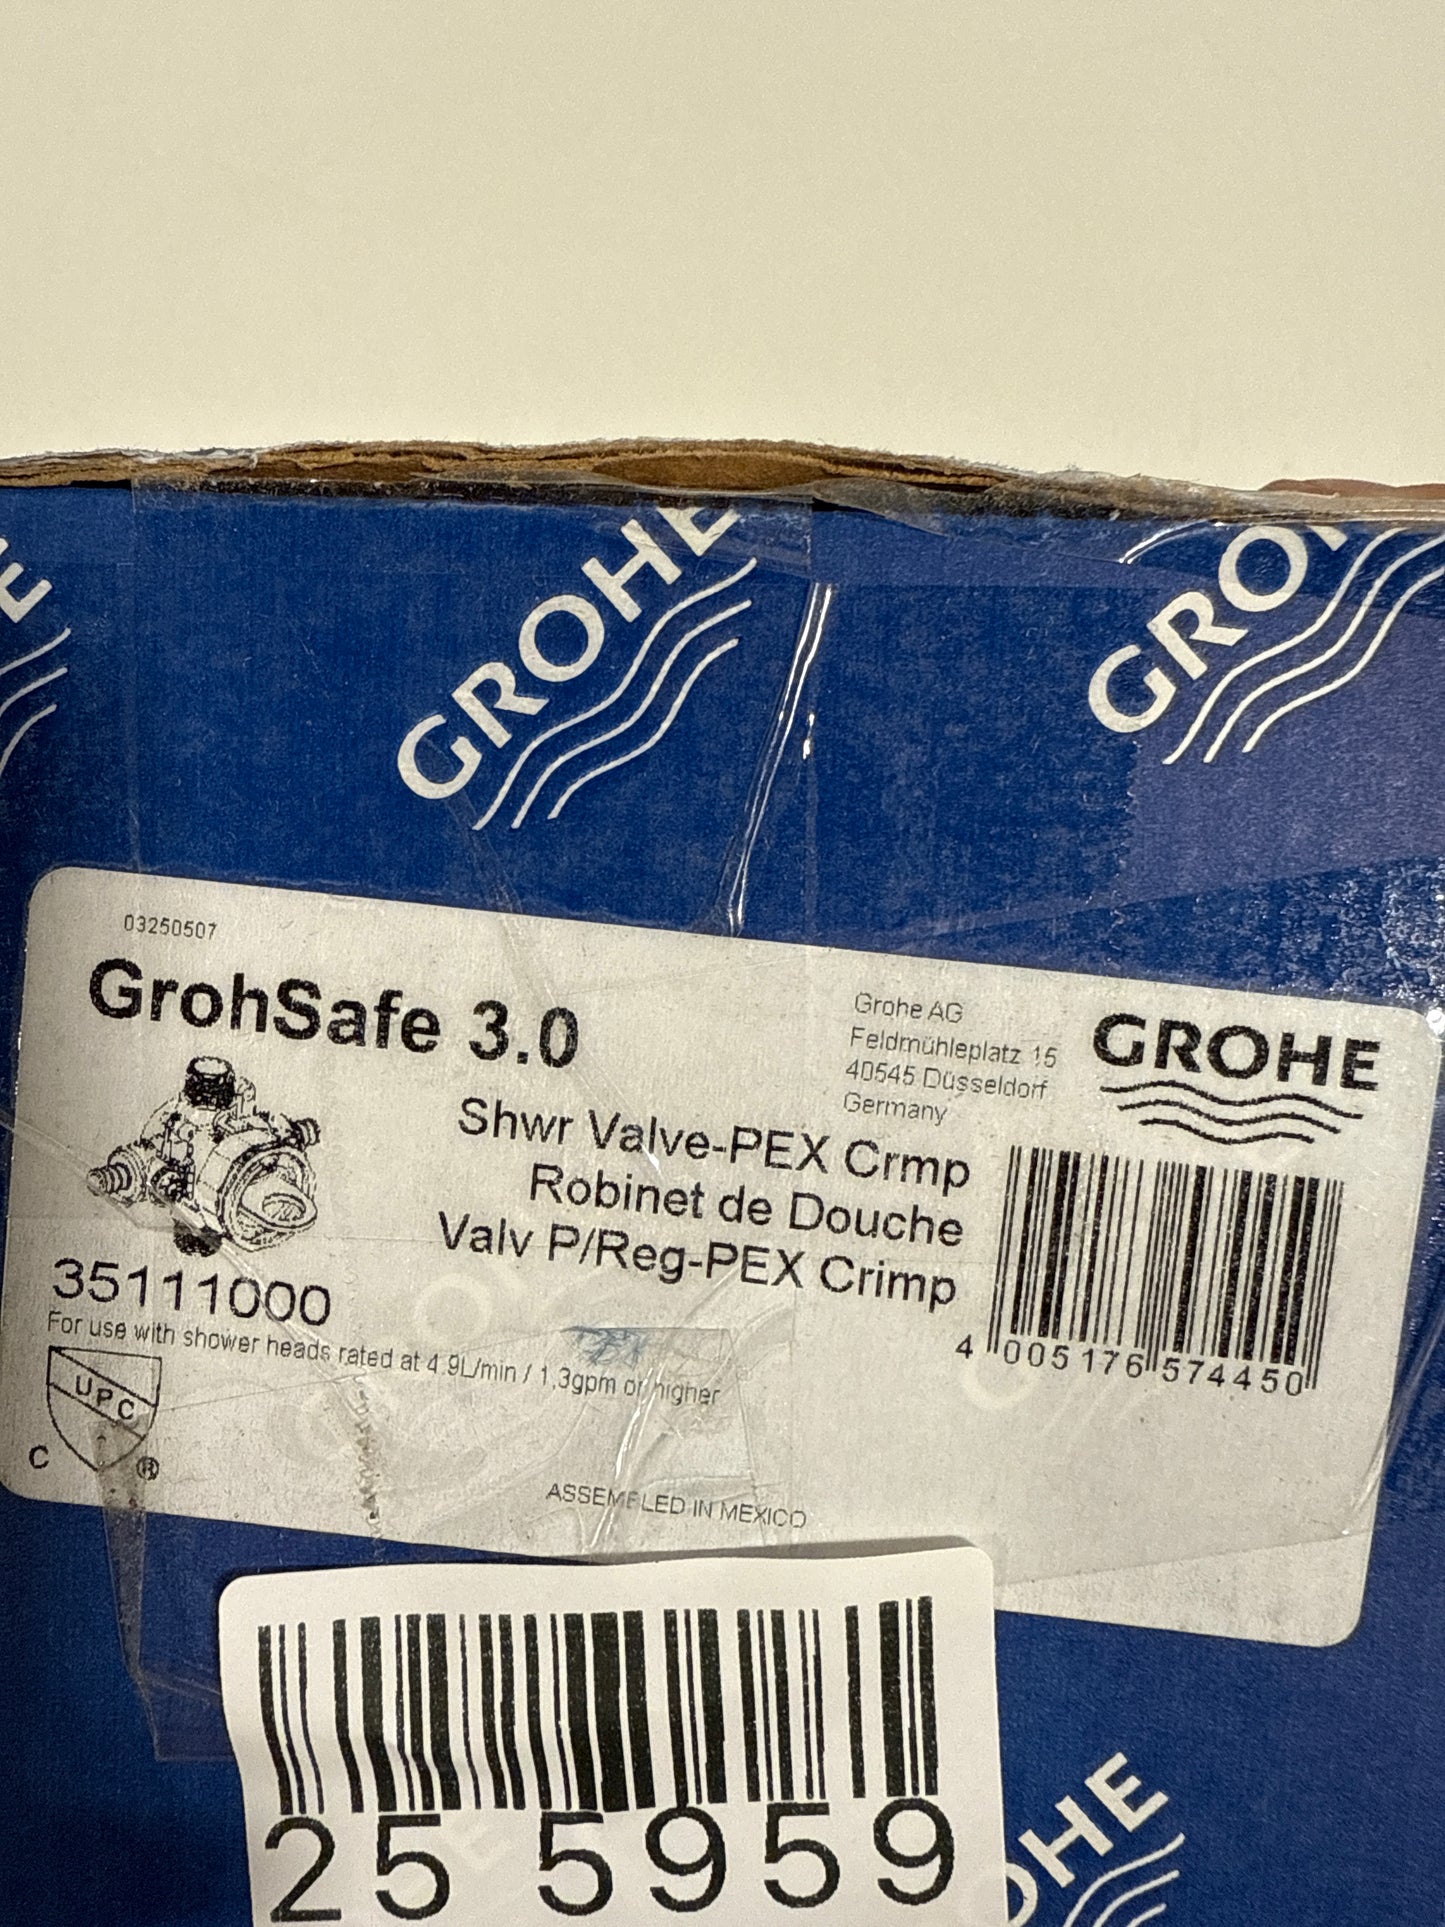 E
GROHE
GRO
03250507
GrohSafe 3.0
Grohe AG
Feldmühleplatz 15
40545 Düsseldorf
Germany
GROHE
Shwr Valve-PEX Crmp
Robinet de Douche
Valv P/Reg-PEX Crimp
35111000
For use with shower heads rated at 4.9L/min / 1,3gpm or higher
4 005176 574450
UPC
C ®
ASSEMBLED IN MEXICO
25 5959
OHE